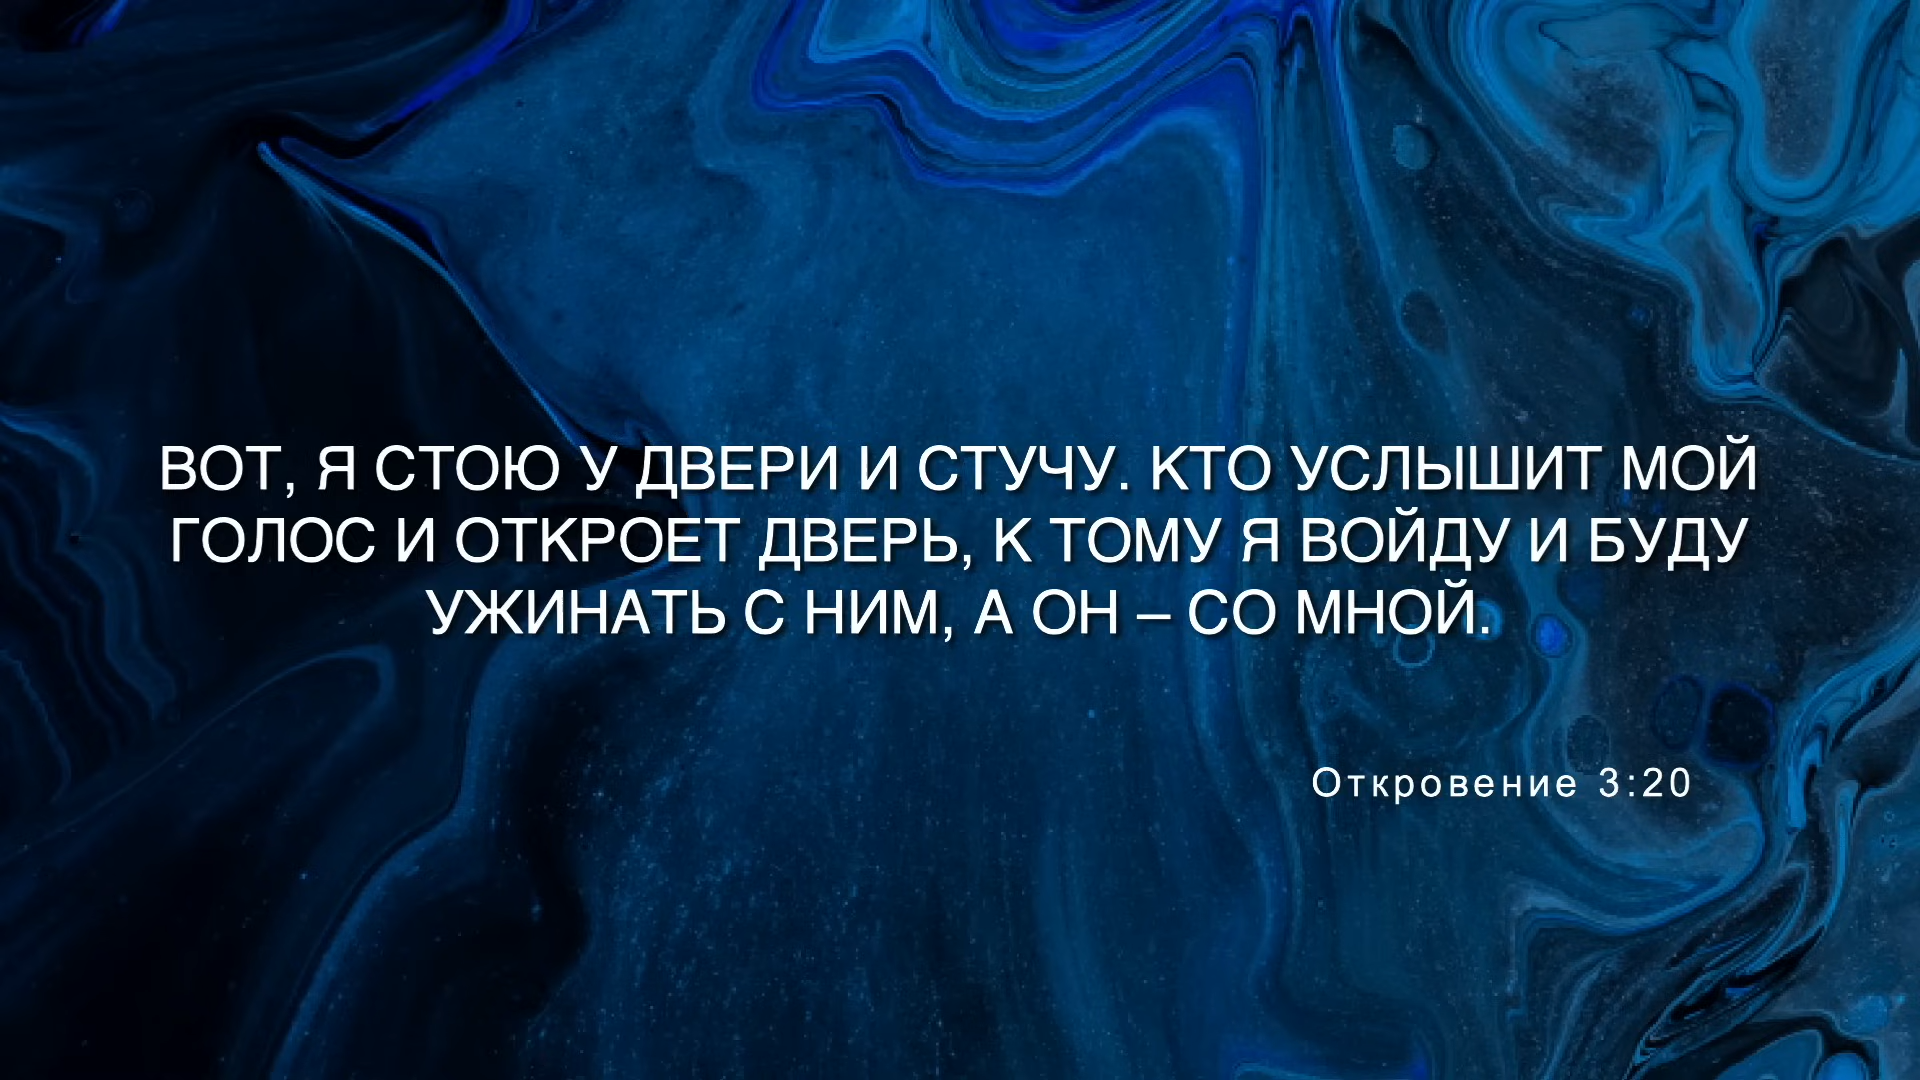 ВОТ, Я СТОЮ У ДВЕРИ И СТУЧУ. КТО УСЛЫШИТ МОЙ
ГОЛОС И ОТКРОЕТ ДВЕРЬ, К ТОМУ Я ВОЙДУ И БУДУ
УЖИНАТЬ С НИМ, А ОН – СО МНОЙ.
Откровение 3:20